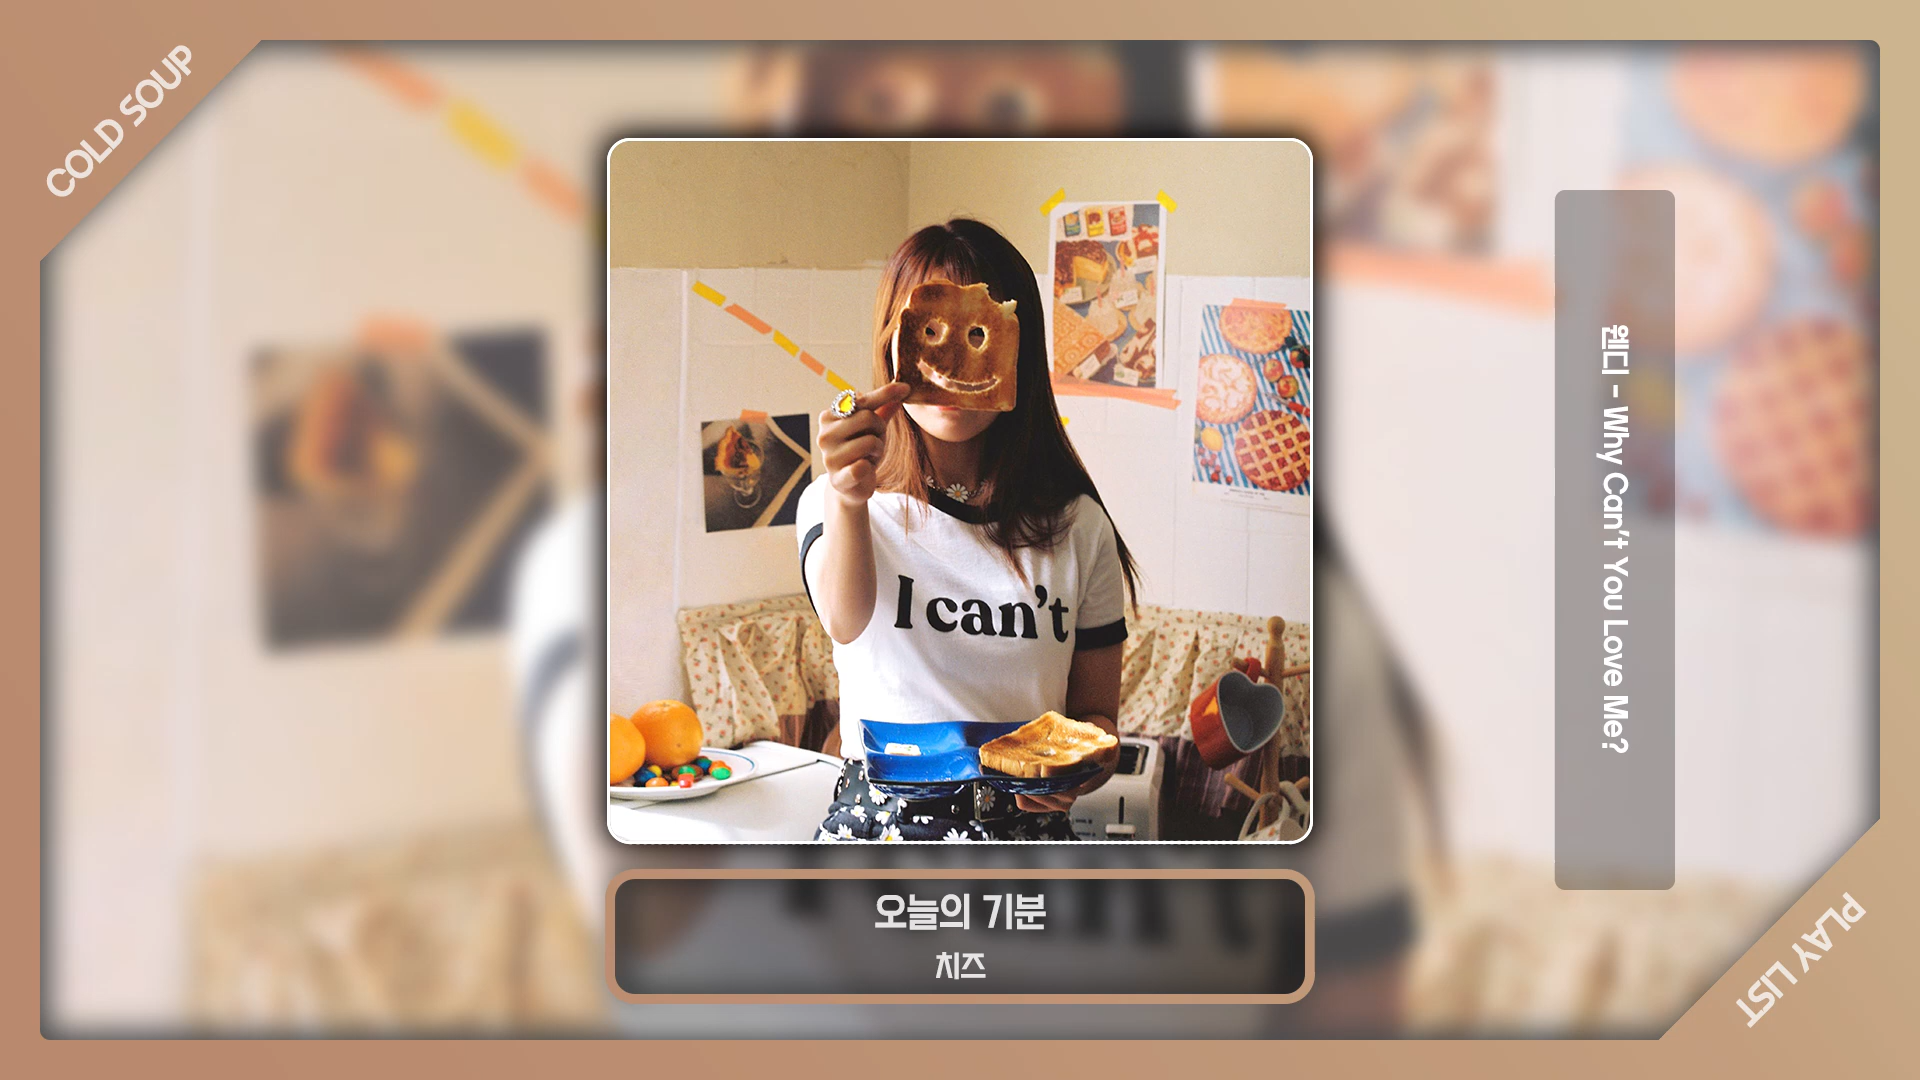 COLD SOUP
I can't
웬디 - Why Can't You Love Me?
오늘의 기분
치즈
PLAY LIST